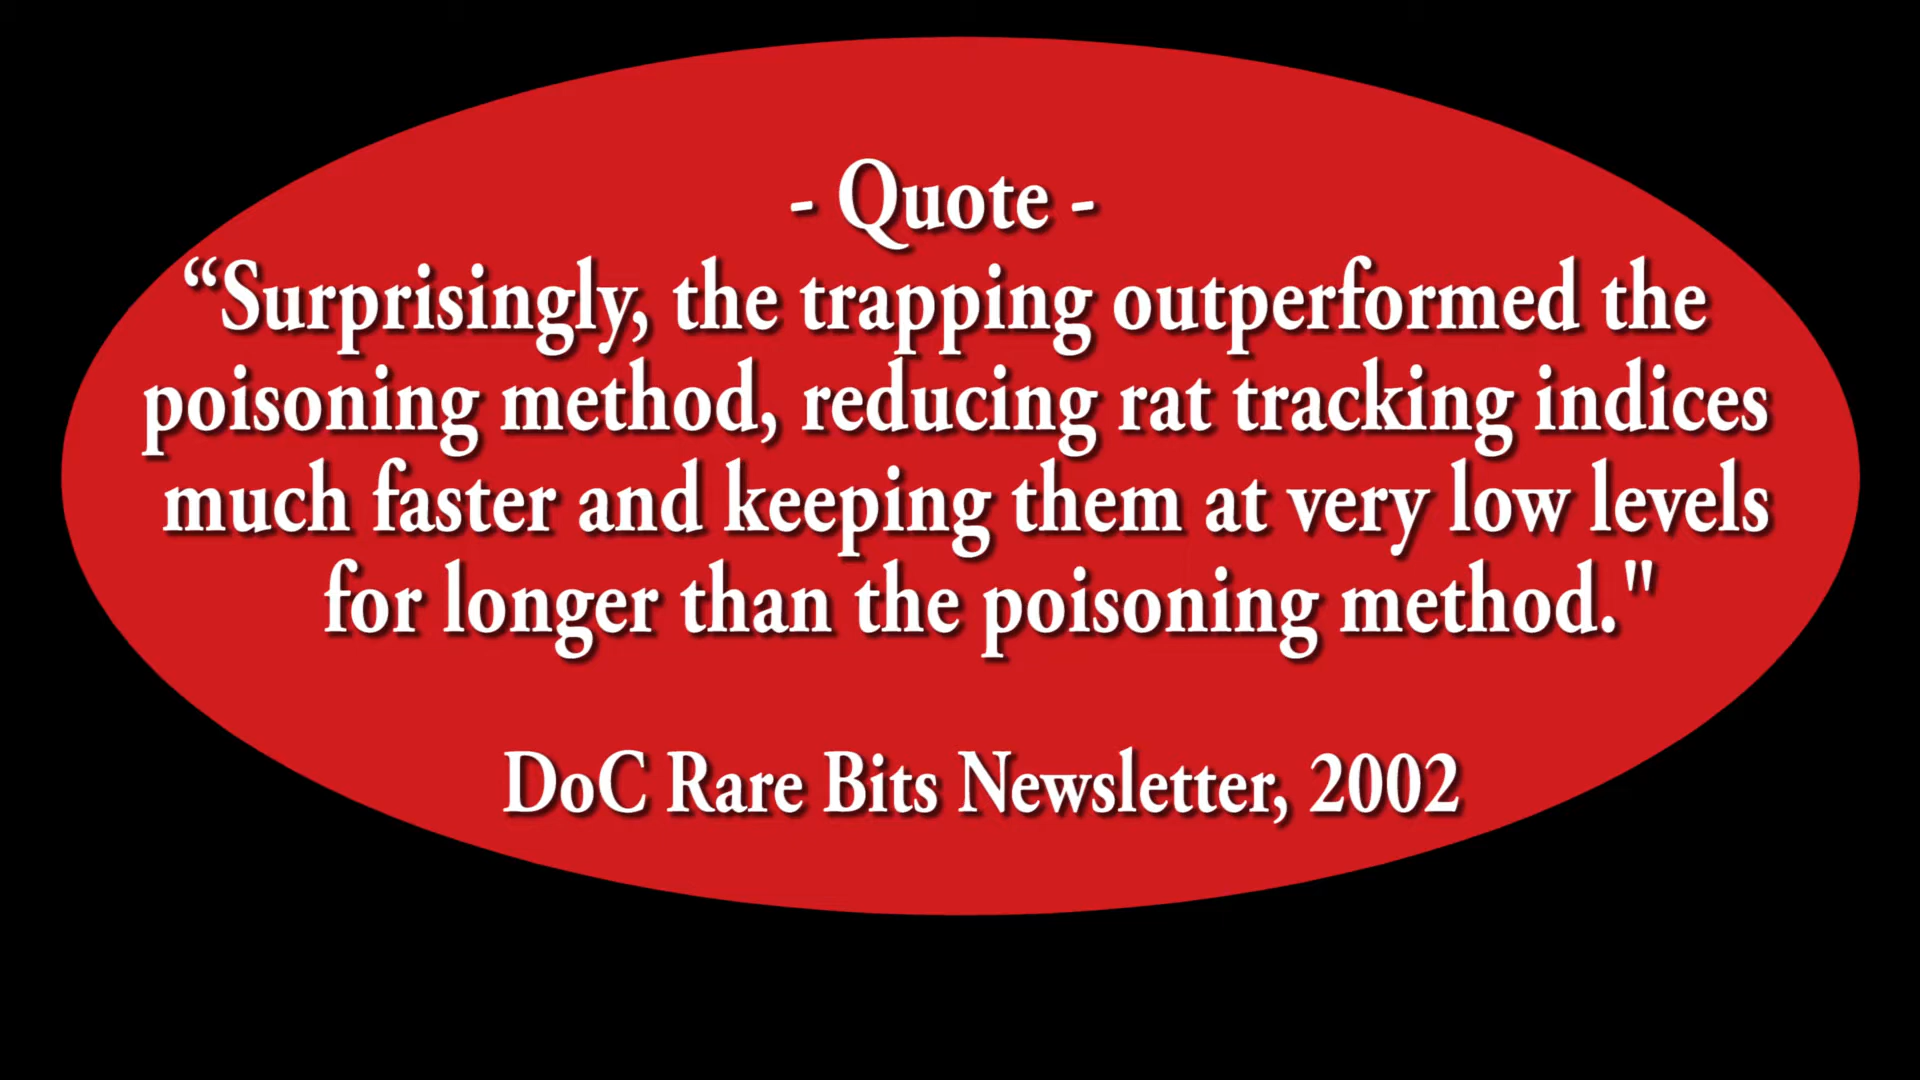 - Quote -
“Surprisingly, the trapping outperformed the
poisoning method, reducing rat tracking indices
much faster and keeping them at very low levels
for longer than the poisoning method."
DoC Rare Bits Newsletter, 2002